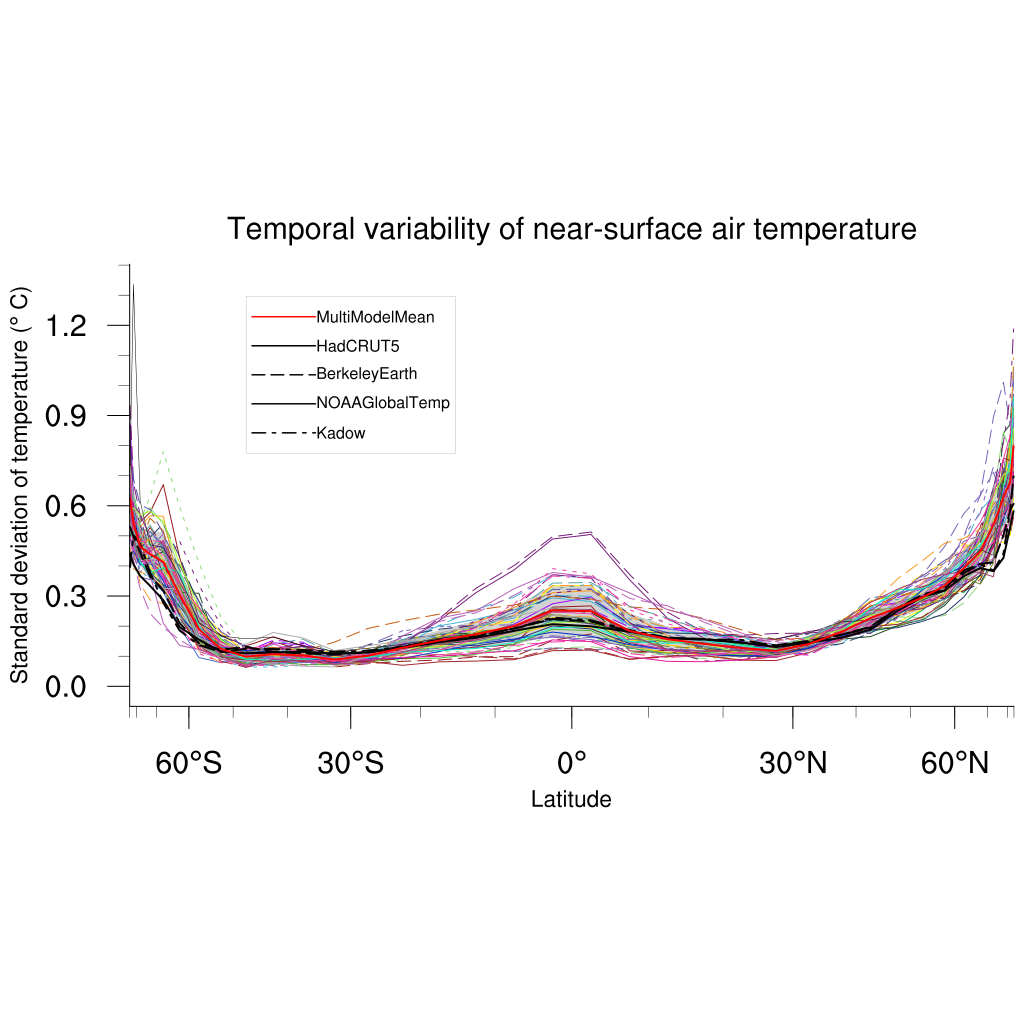 Temporal variability of near-surface air temperature
Standard deviation of temperature (° C)
1.2
0.9
0.6
0.3
0.0
MultiModelMean
HadCRUT5
BerkeleyEarth
NOAAGlobalTemp
Kadow
60°S 30°S 0° 30°N 60°N
Latitude